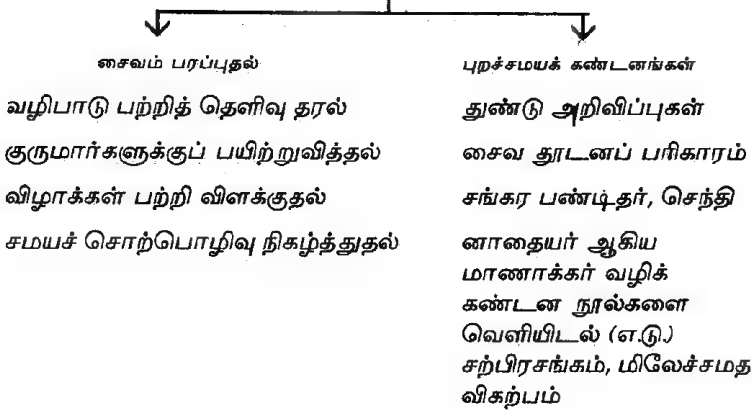 சைவம் பரப்புதல்
வழிபாடு பற்றித் தெளிவு தரல்
குருமார்களுக்குப் பயிற்றுவித்தல்
விழாக்கள் பற்றி விளக்குதல்
சமயச் சொற்பொழிவு நிகழ்த்துதல்
புறச்சமயக் கண்டனங்கள்
துண்டு அறிவிப்புகள்
சைவ தூடனப் பரிகாரம்
சங்கர பண்டிதர், செந்தி
னாதையர் ஆகிய
மாணாக்கர் வழிக்
கண்டன நூல்களை
வெளியிடல் (எ.டு.)
சற்பிரசங்கம், மிலேச்சமத
விகற்பம்